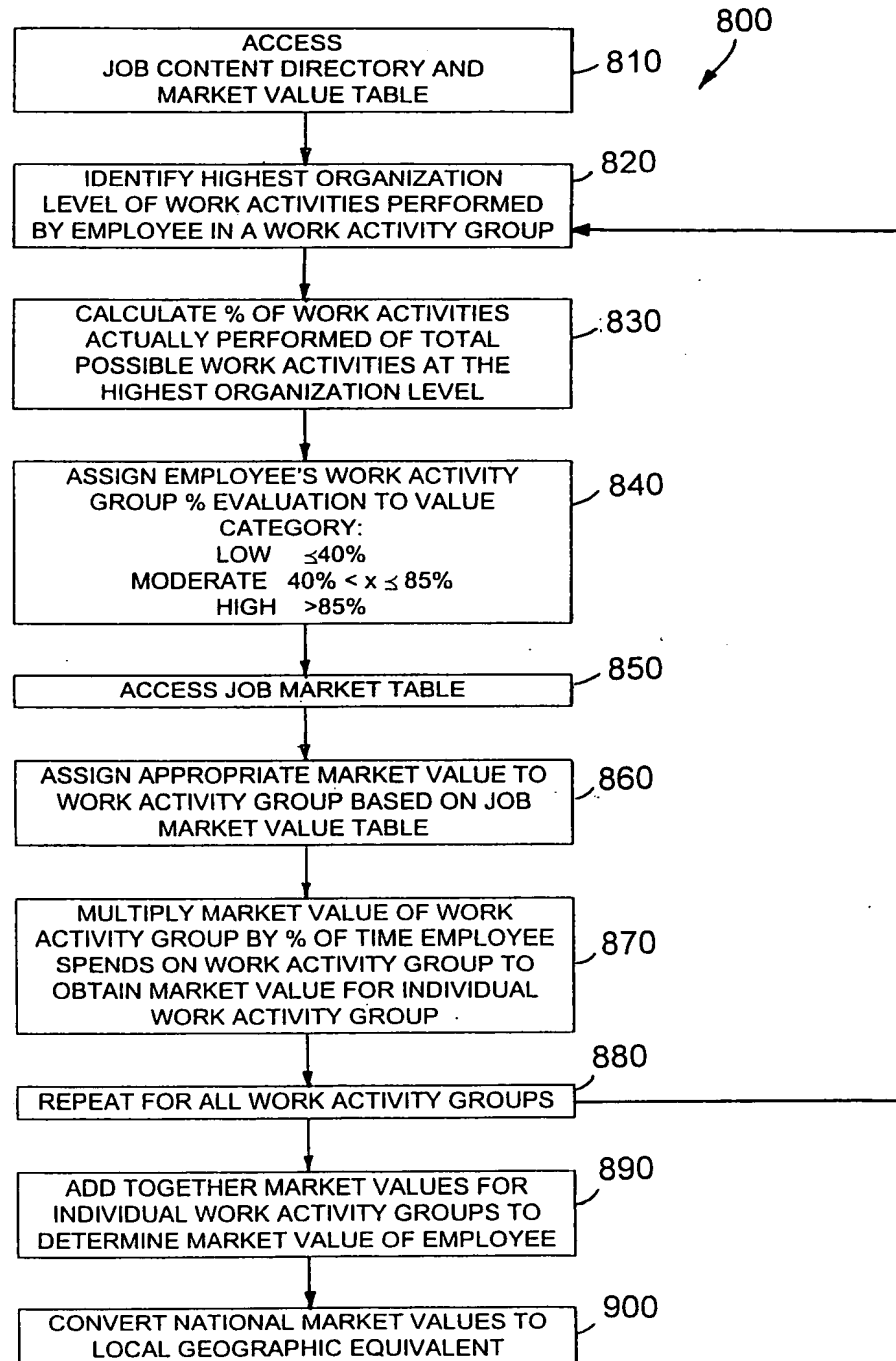 800
ACCESS
JOB CONTENT DIRECTORY AND
MARKET VALUE TABLE
810
IDENTIFY HIGHEST ORGANIZATION
LEVEL OF WORK ACTIVITIES PERFORMED
BY EMPLOYEE IN A WORK ACTIVITY GROUP
820
CALCULATE % OF WORK ACTIVITIES
ACTUALLY PERFORMED OF TOTAL
POSSIBLE WORK ACTIVITIES AT THE
HIGHEST ORGANIZATION LEVEL
830
ASSIGN EMPLOYEE'S WORK ACTIVITY
GROUP % EVALUATION TO VALUE
CATEGORY:
LOW ≤40%
MODERATE 40% < x ≤ 85%
HIGH >85%
840
ACCESS JOB MARKET TABLE
850
ASSIGN APPROPRIATE MARKET VALUE TO
WORK ACTIVITY GROUP BASED ON JOB
MARKET VALUE TABLE
860
MULTIPLY MARKET VALUE OF WORK
ACTIVITY GROUP BY % OF TIME EMPLOYEE
SPENDS ON WORK ACTIVITY GROUP TO
OBTAIN MARKET VALUE FOR INDIVIDUAL
WORK ACTIVITY GROUP
870
REPEAT FOR ALL WORK ACTIVITY GROUPS
880
ADD TOGETHER MARKET VALUES FOR
INDIVIDUAL WORK ACTIVITY GROUPS TO
DETERMINE MARKET VALUE OF EMPLOYEE
890
CONVERT NATIONAL MARKET VALUES TO
LOCAL GEOGRAPHIC EQUIVALENT
900